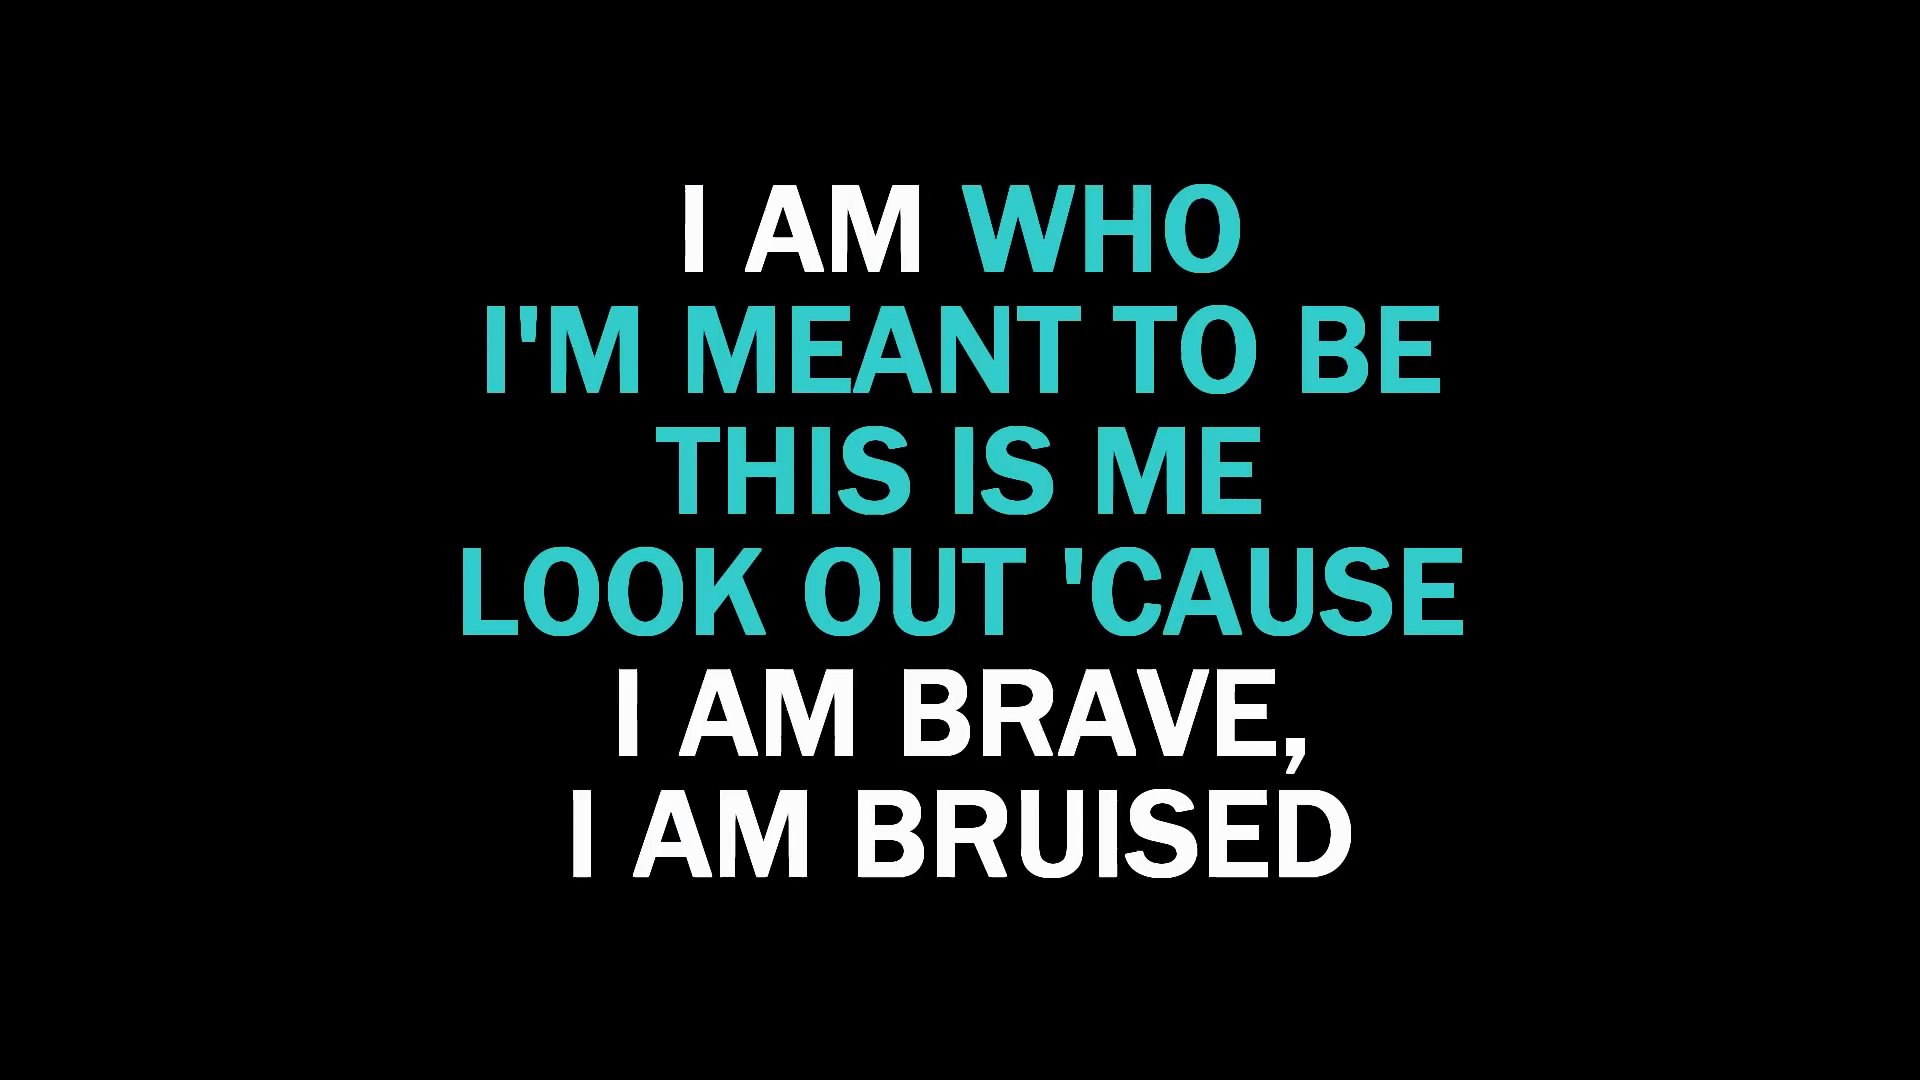 I AM WHO
I'M MEANT TO BE
THIS IS ME
LOOK OUT 'CAUSE
I AM BRAVE,
I AM BRUISED